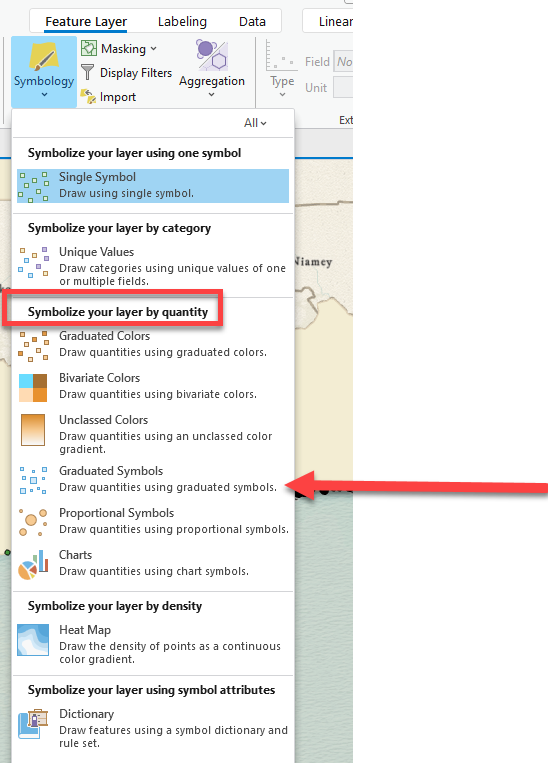 Feature Layer Labeling Data Linear
Symbology
Masking
Display Filters
Import
Aggregation
Type
Field No
Unit
Ext
All
Symbolize your layer using one symbol
Single Symbol
Draw using single symbol.
Symbolize your layer by category
Unique Values
Draw categories using unique values of one
or multiple fields.
Niamey
Symbolize your layer by quantity
Graduated Colors
Draw quantities using graduated colors.
Bivariate Colors
Draw quantities using bivariate colors.
Unclassed Colors
Draw quantities using an unclassed color
gradient.
Graduated Symbols
Draw quantities using graduated symbols.
Proportional Symbols
Draw quantities using proportional symbols.
Charts
Draw quantities using chart symbols.
Symbolize your layer by density
Heat Map
Draw the density of points as a continuous
color gradient.
Symbolize your layer using symbol attributes
Dictionary
Draw features using a symbol dictionary and
rule set.